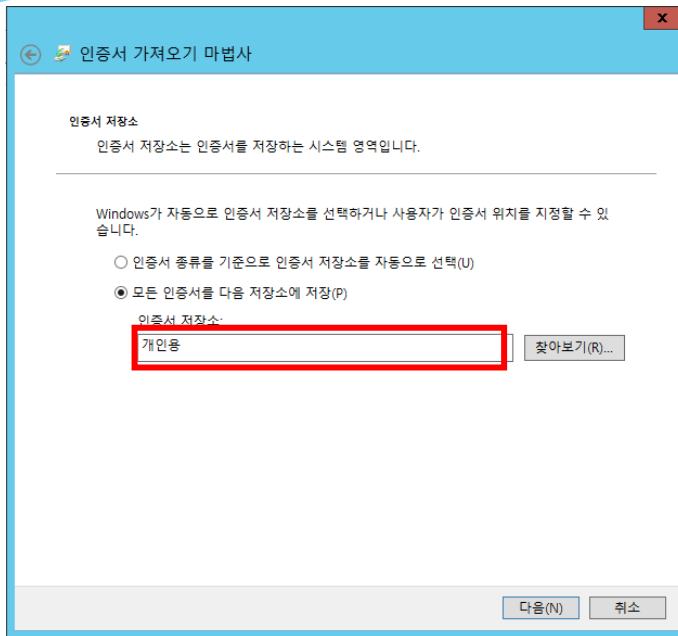 인증서 가져오기 마법사
인증서 저장소
인증서 저장소는 인증서를 저장하는 시스템 영역입니다.
Windows가 자동으로 인증서 저장소를 선택하거나 사용자가 인증서 위치를 지정할 수 있
습니다.
인증서 종류를 기준으로 인증서 저장소를 자동으로 선택(U)
모든 인증서를 다음 저장소에 저장(P)
인증서 저장소:
개인용
찾아보기(R)...
다음(N)
취소